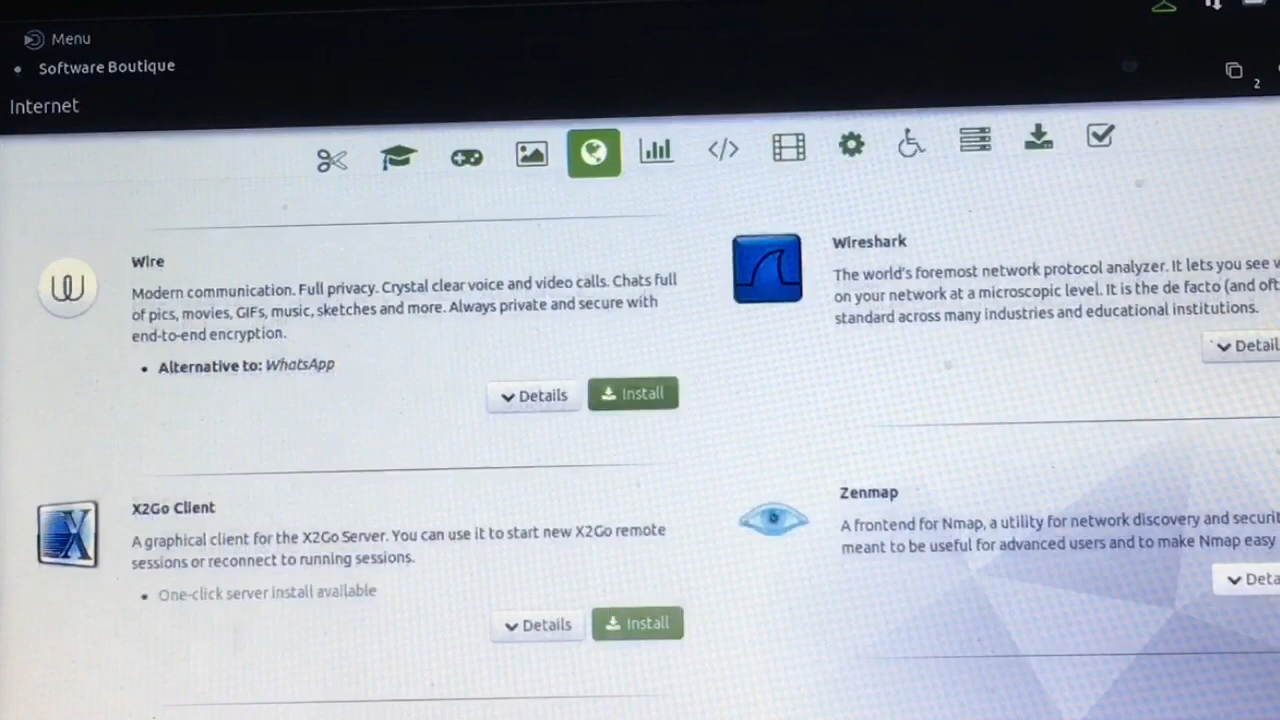 Menu
Software Boutique
2
Internet
Wire
Modern communication. Full privacy. Crystal clear voice and video calls. Chats full
of pics, movies, GIFs, music, sketches and more. Always private and secure with
end-to-end encryption.
• Alternative to: WhatsApp
Details
Install
Wireshark
The world's foremost network protocol analyzer. It lets you see
on your network at a microscopic level. It is the de facto (and
standard across many industries and educational institutions.
X2Go Client
A graphical client for the X2Go Server. You can use it to start new X2Go remote
sessions or reconnect to running sessions.
• One-click server install available
Details
Install
Zenmap
A frontend for Nmap, a utility for network discovery and
meant to be useful for advanced users and to make Nmap easy